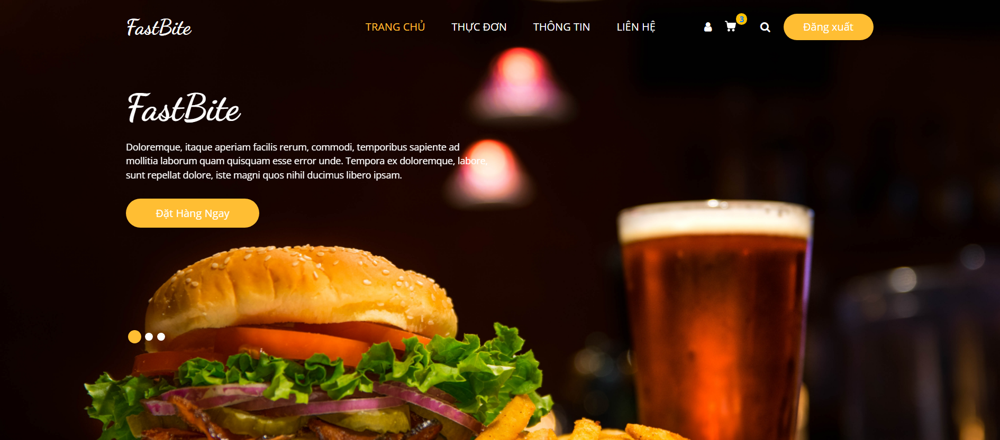 FastBite
TRANG CHỦ THỰC ĐƠN THÔNG TIN LIÊN HỆ 3 Đăng xuất
FastBite
Doloremque, itaque aperiam facilis rerum, commodi, temporibus sapiente ad
mollitia laborum quam quisquam esse error unde. Tempora ex doloremque, labore,
sunt repellat dolore, iste magni quos nihil ducimus libero ipsam.
Đặt Hàng Ngay